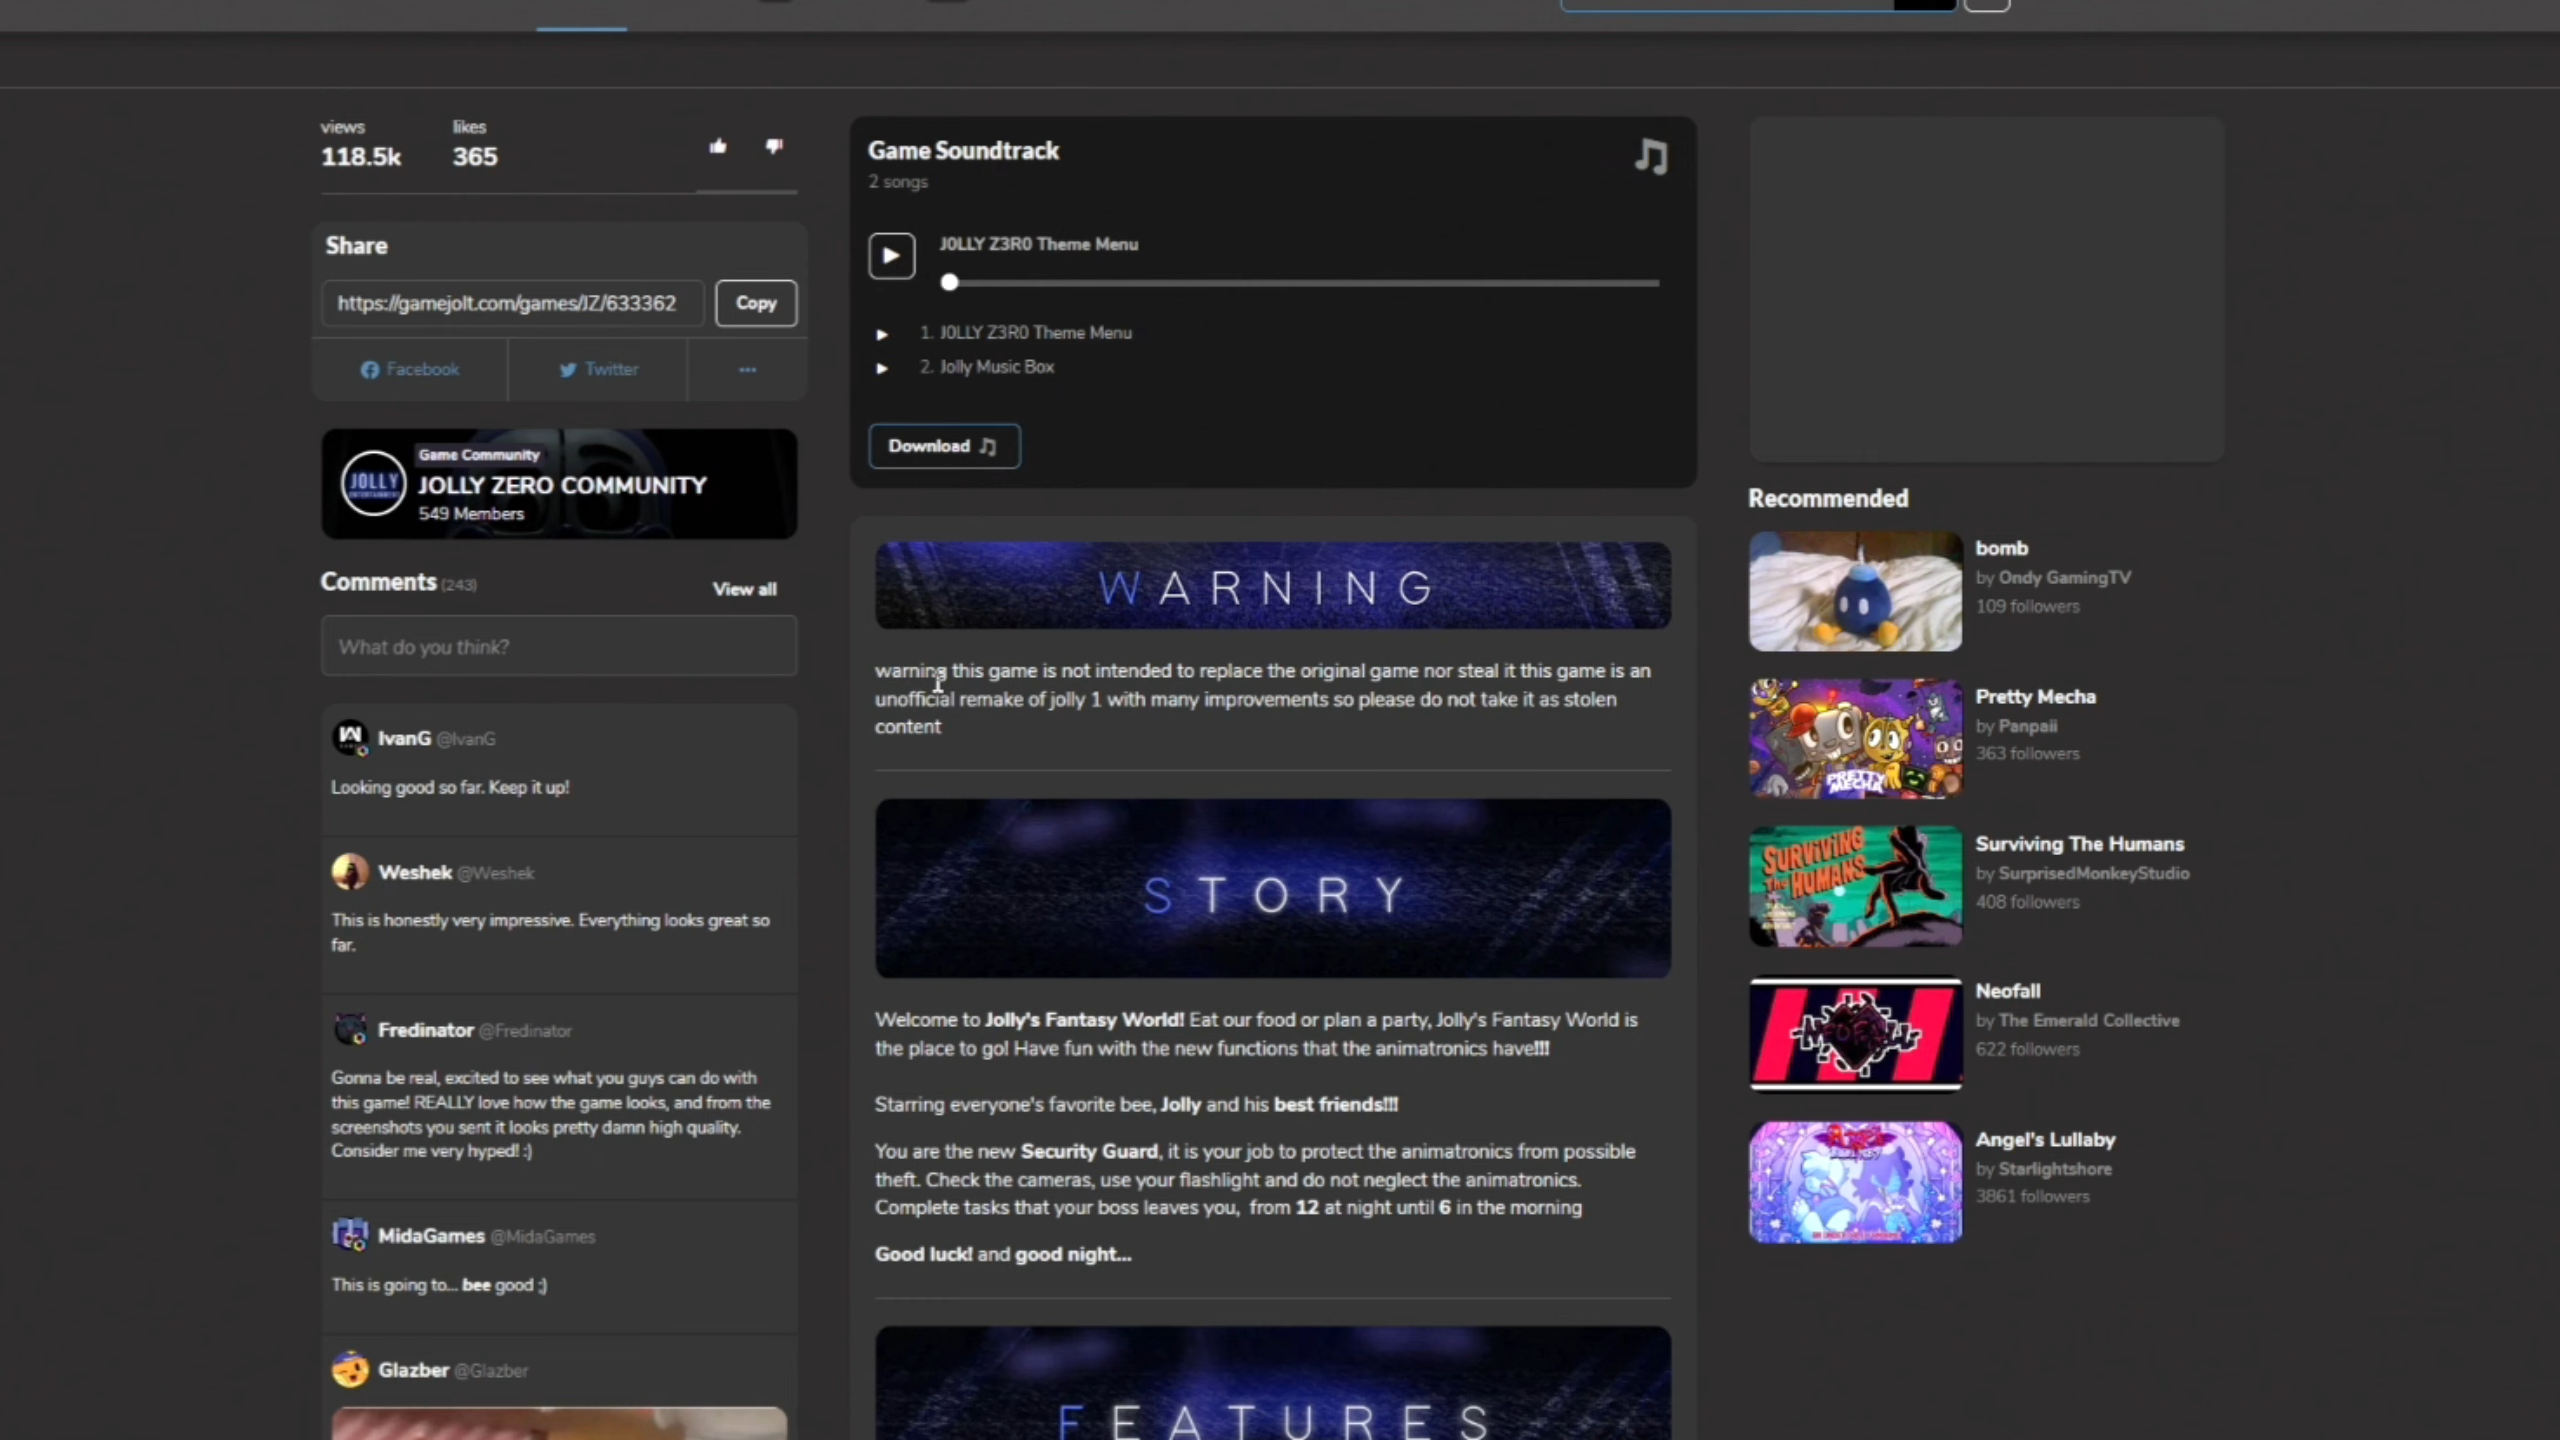 views
118.5k
likes
365
Share
https://gamejolt.com/games/JZ/633362
Copy
Facebook
Twitter
JOLLY
Game Community
JOLLY ZERO COMMUNITY
549 Members
Comments (243)
View all
What do you think?
IvanG @IvanG
Looking good so far. Keep it up!
Weshek @Weshek
This is honestly very impressive. Everything looks great so
far.
Fredinator @Fredinator
Gonna be real, excited to see what you guys can do with
this game! REALLY love how the game looks, and from the
screenshots you sent it looks pretty damn high quality.
Consider me very hyped! :)
MidaGames @MidaGames
This is going to... bee good ;)
Glazber @Glazber
Game Soundtrack
2 songs
J0LLY Z3R0 Theme Menu
1. J0LLY Z3R0 Theme Menu
2. Jolly Music Box
Download
WARNING
warning this game is not intended to replace the original game nor steal it this game is an
unofficial remake of jolly 1 with many improvements so please do not take it as stolen
content
STORY
Welcome to Jolly's Fantasy World! Eat our food or plan a party, Jolly's Fantasy World is
the place to go! Have fun with the new functions that the animatronics have!!!
Starring everyone's favorite bee, Jolly and his best friends!!!
You are the new Security Guard, it is your job to protect the animatronics from possible
theft. Check the cameras, use your flashlight and do not neglect the animatronics.
Complete tasks that your boss leaves you, from 12 at night until 6 in the morning
Good luck! and good night...
FEATURES
Recommended
bomb
by Ondy GamingTV
109 followers
PRETTY
MECHA
Pretty Mecha
by Panpaii
363 followers
SURVIVING
THE HUMANS
Surviving The Humans
by SurprisedMonkeyStudio
408 followers
Neofall
by The Emerald Collective
622 followers
Angel's Lullaby
by Starlightshore
3861 followers